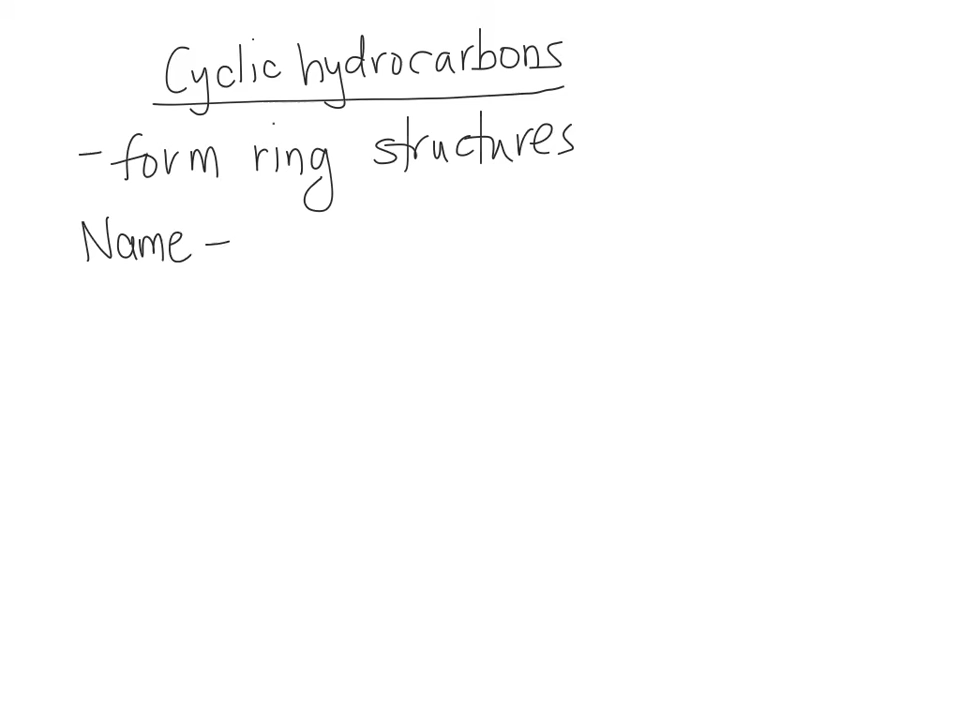 Cyclic hydrocarbons
- form ring structures
Name -